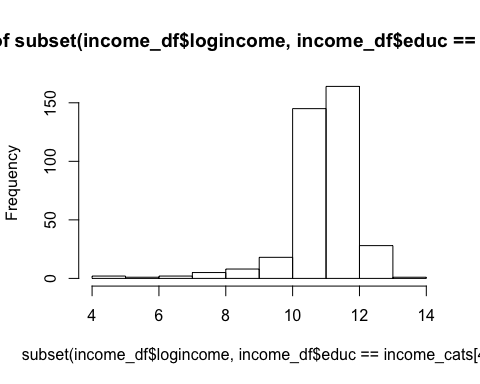 of subset(income_df$logincome, income_df$educ ==
150
100
50
0
Frequency
4 6 8 10 12 14
subset(income_df$logincome, income_df$educ == income_cats[4